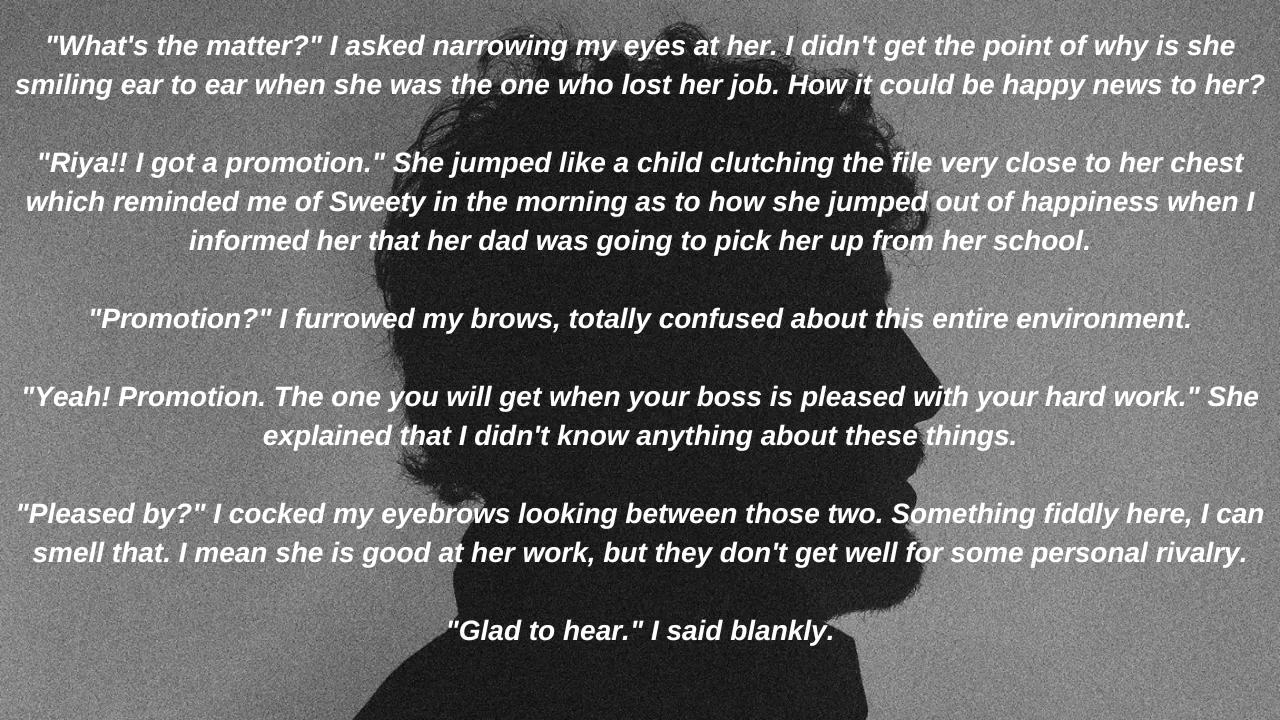 "What's the matter?" I asked narrowing my eyes at her. I didn't get the point of why is she
smiling ear to ear when she was the one who lost her job. How it could be happy news to her?
"Riya!! I got a promotion." She jumped like a child clutching the file very close to her chest
which reminded me of Sweety in the morning as to how she jumped out of happiness when I
informed her that her dad was going to pick her up from her school.
"Promotion?" I furrowed my brows, totally confused about this entire environment.
"Yeah! Promotion. The one you will get when your boss is pleased with your hard work." She
explained that I didn't know anything about these things.
"Pleased by?" I cocked my eyebrows looking between those two. Something fiddly here, I can
smell that. I mean she is good at her work, but they don't get well for some personal rivalry.
"Glad to hear." I said blankly.